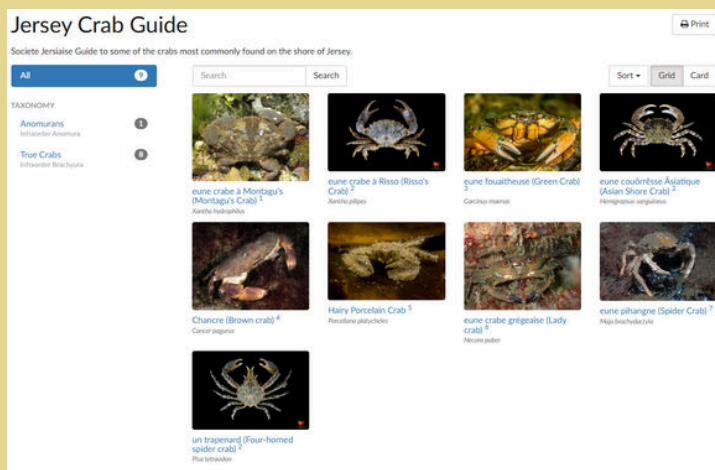 Jersey Crab Guide
Print
Societe Jersiaise Guide to some of the crabs most commonly found on the shore of Jersey.
All 9
Search Search
Sort Grid Card
TAXONOMY
Anomurans 1
Infraorder Anomura
True Crabs 8
Infraorder Brachyura
eune crabe à Montagu's
(Montagu's Crab) 1
Xantho hydrophilus
eune crabe à Risso (Risso's
Crab) 2
Xantho pilipes
eune fouaitheuse (Green Crab)
3
Carcinus maenas
eune couôrrêsse Âsiatique
(Asian Shore Crab) 2
Hemigrapsus sanguineus
Chancre (Brown crab) 4
Cancer pagurus
Hairy Porcelain Crab 5
Porcellana platycheles
eune crabe grégeaise (Lady
crab) 6
Necora puber
eune pihangne (Spider Crab) 7
Maja brachydactyla
un trapenard (Four-horned
spider crab) 2
Pisa tetraodon